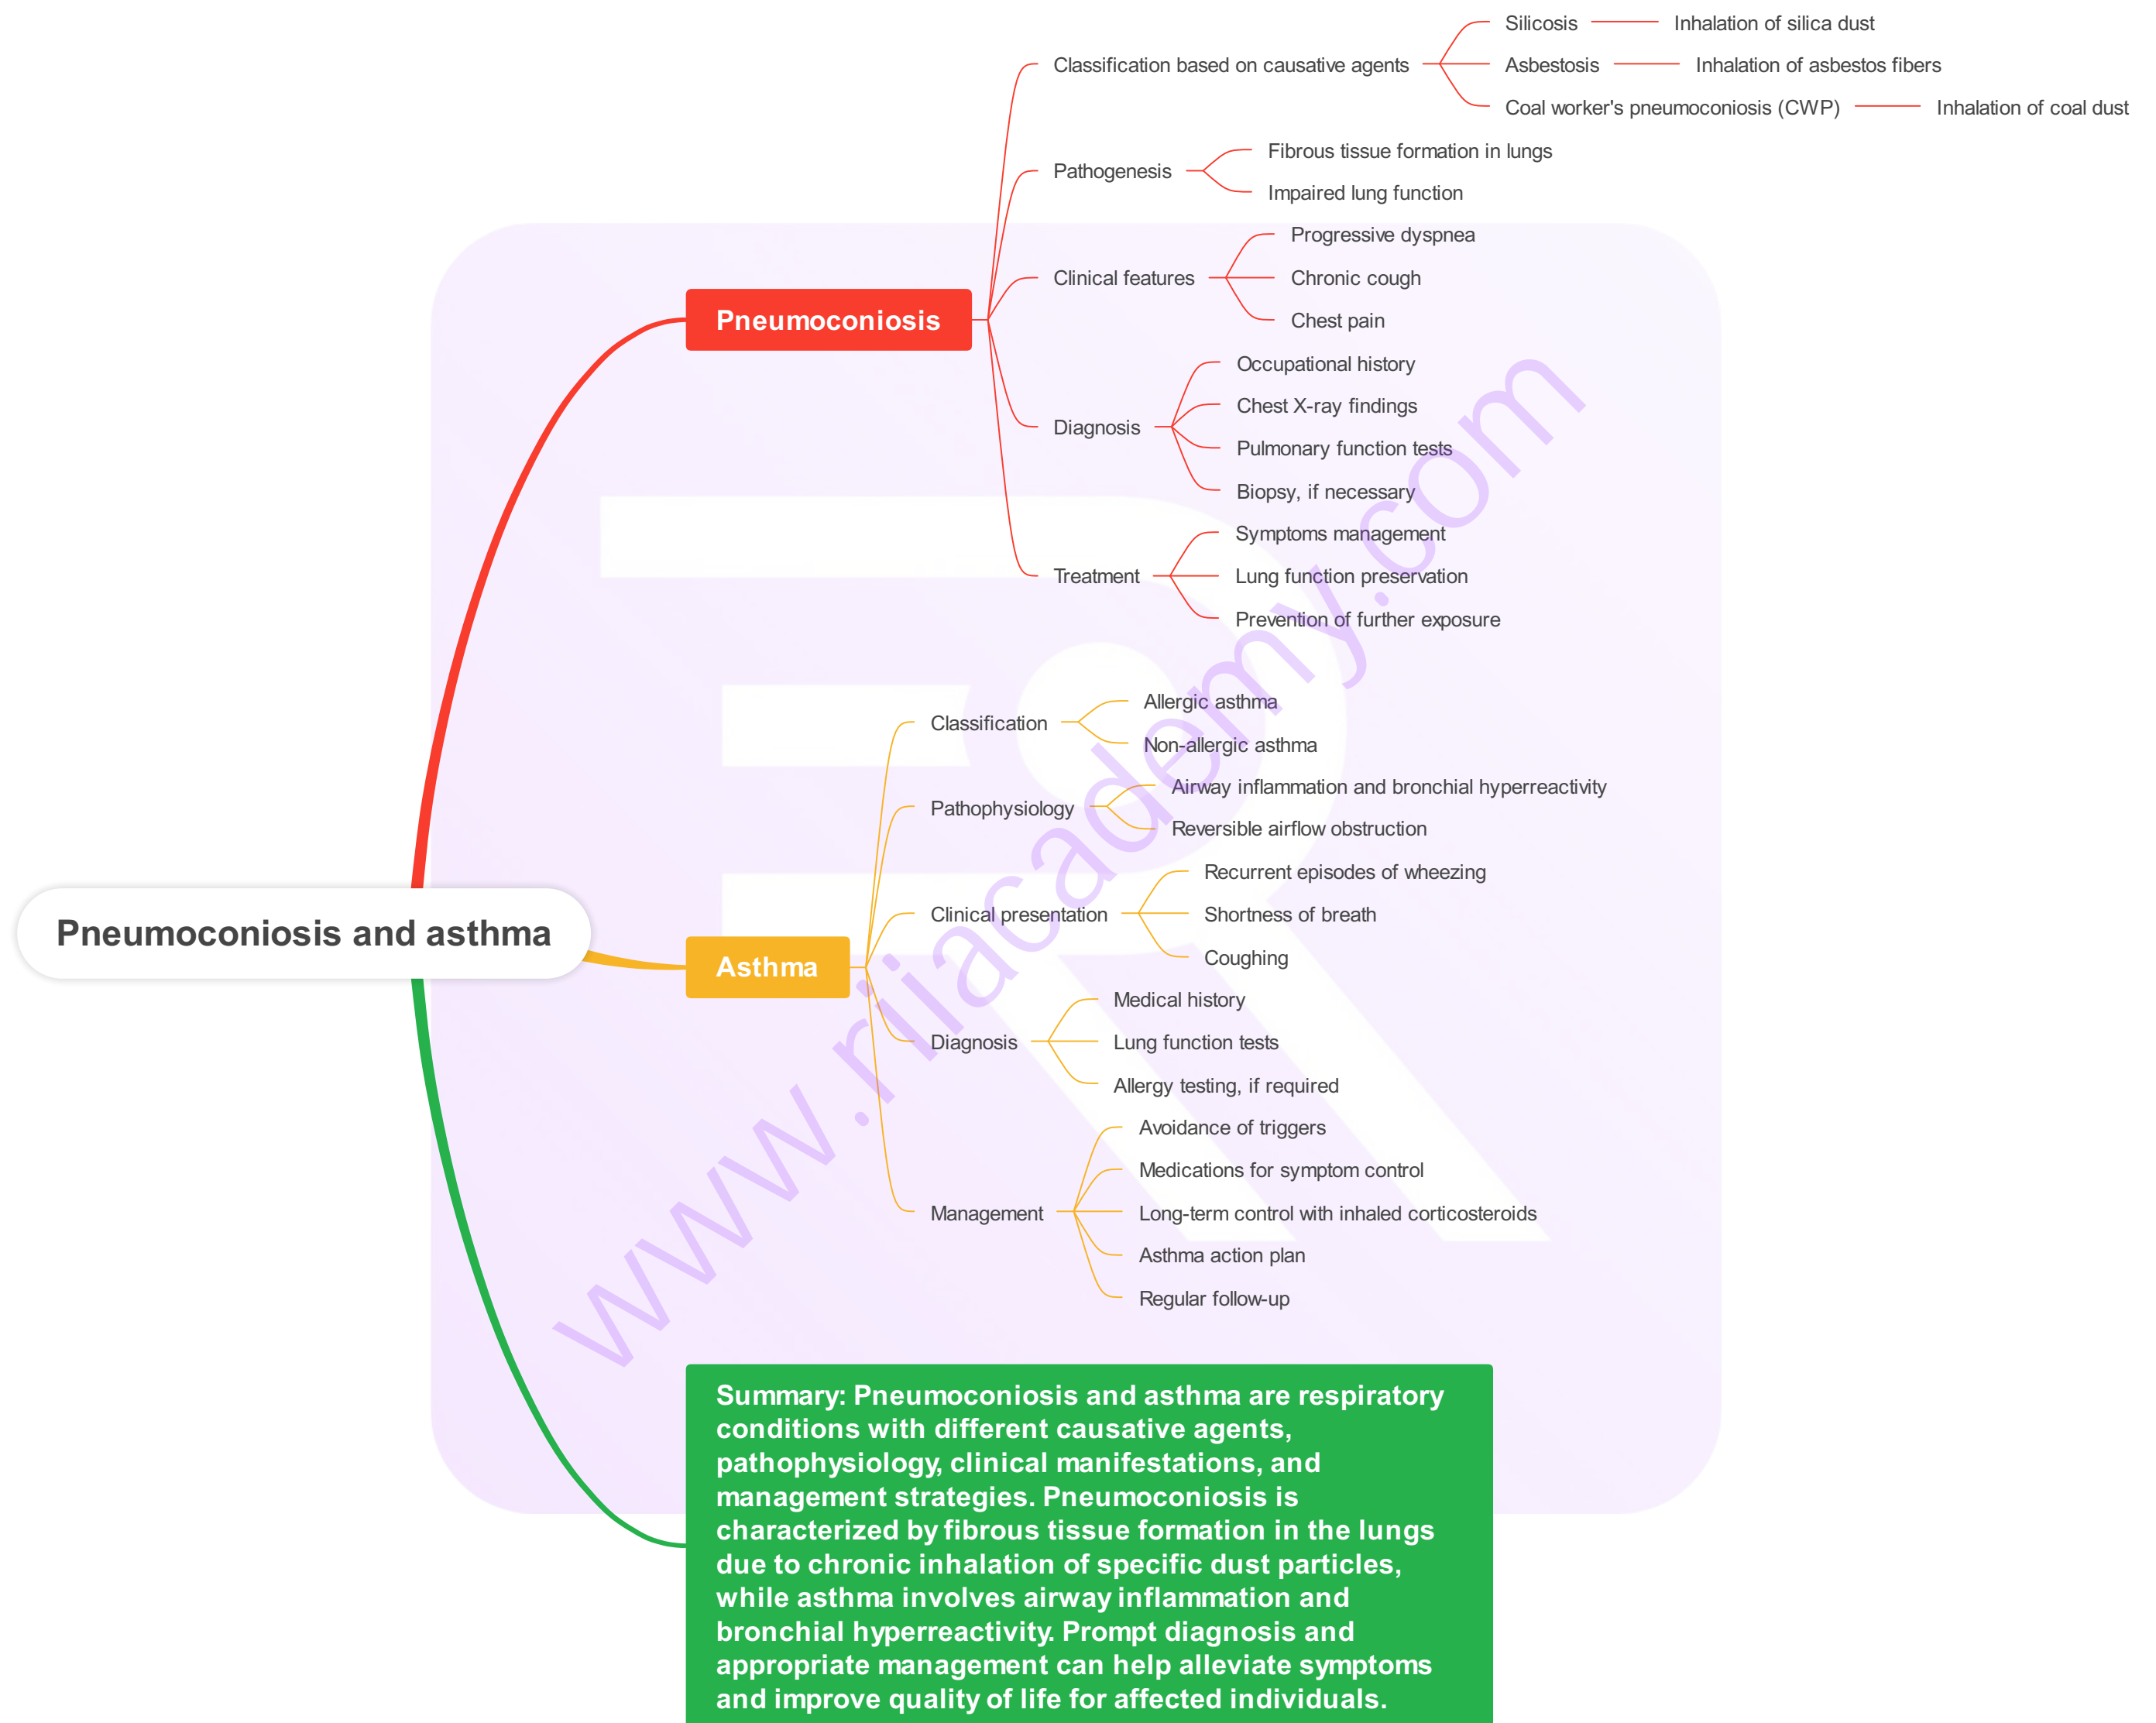 Pneumoconiosis and asthma
Pneumoconiosis
Classification based on causative agents
Silicosis
Inhalation of silica dust
Asbestosis
Inhalation of asbestos fibers
Coal worker's pneumoconiosis (CWP)
Inhalation of coal dust
Pathogenesis
Fibrous tissue formation in lungs
Impaired lung function
Clinical features
Progressive dyspnea
Chronic cough
Chest pain
Diagnosis
Occupational history
Chest X-ray findings
Pulmonary function tests
Biopsy, if necessary
Treatment
Symptoms management
Lung function preservation
Prevention of further exposure
Asthma
Classification
Allergic asthma
Non-allergic asthma
Pathophysiology
Airway inflammation and bronchial hyperreactivity
Reversible airflow obstruction
Clinical presentation
Recurrent episodes of wheezing
Shortness of breath
Coughing
Diagnosis
Medical history
Lung function tests
Allergy testing, if required
Management
Avoidance of triggers
Medications for symptom control
Long-term control with inhaled corticosteroids
Asthma action plan
Regular follow-up
Summary: Pneumoconiosis and asthma are respiratory
conditions with different causative agents,
pathophysiology, clinical manifestations, and
management strategies. Pneumoconiosis is
characterized by fibrous tissue formation in the lungs
due to chronic inhalation of specific dust particles,
while asthma involves airway inflammation and
bronchial hyperreactivity. Prompt diagnosis and
appropriate management can help alleviate symptoms
and improve quality of life for affected individuals.